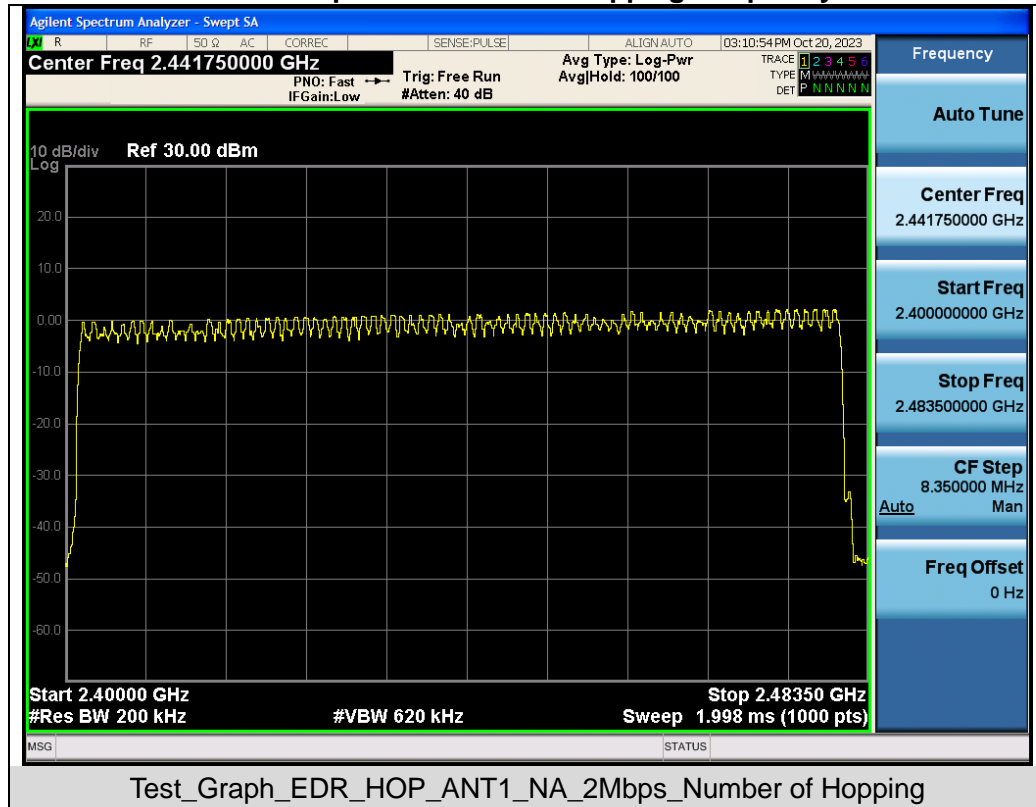 Agilent Spectrum Analyzer - Swept SA
LXI R RF 50 Ω AC CORREC SENSE:PULSE ALIGN AUTO 03:10:54 PM Oct 20, 2023
Center Freq 2.441750000 GHz
PNO: Fast
IFGain:Low
Trig: Free Run
#Atten: 40 dB
Avg Type: Log-Pwr
Avg|Hold: 100/100
TRACE 1 2 3 4 5 6
TYPE M
DET P N N N N N
Frequency
Auto Tune
Center Freq
2.441750000 GHz
Start Freq
2.400000000 GHz
Stop Freq
2.483500000 GHz
CF Step
8.350000 MHz
Auto Man
Freq Offset
0 Hz
10 dB/div Ref 30.00 dBm
Log
20.0
10.0
0.00
-10.0
-20.0
-30.0
-40.0
-50.0
-60.0
Start 2.40000 GHz Stop 2.48350 GHz
#Res BW 200 kHz #VBW 620 kHz Sweep 1.998 ms (1000 pts)
MSG STATUS
Test_Graph_EDR_HOP_ANT1_NA_2Mbps_Number of Hopping